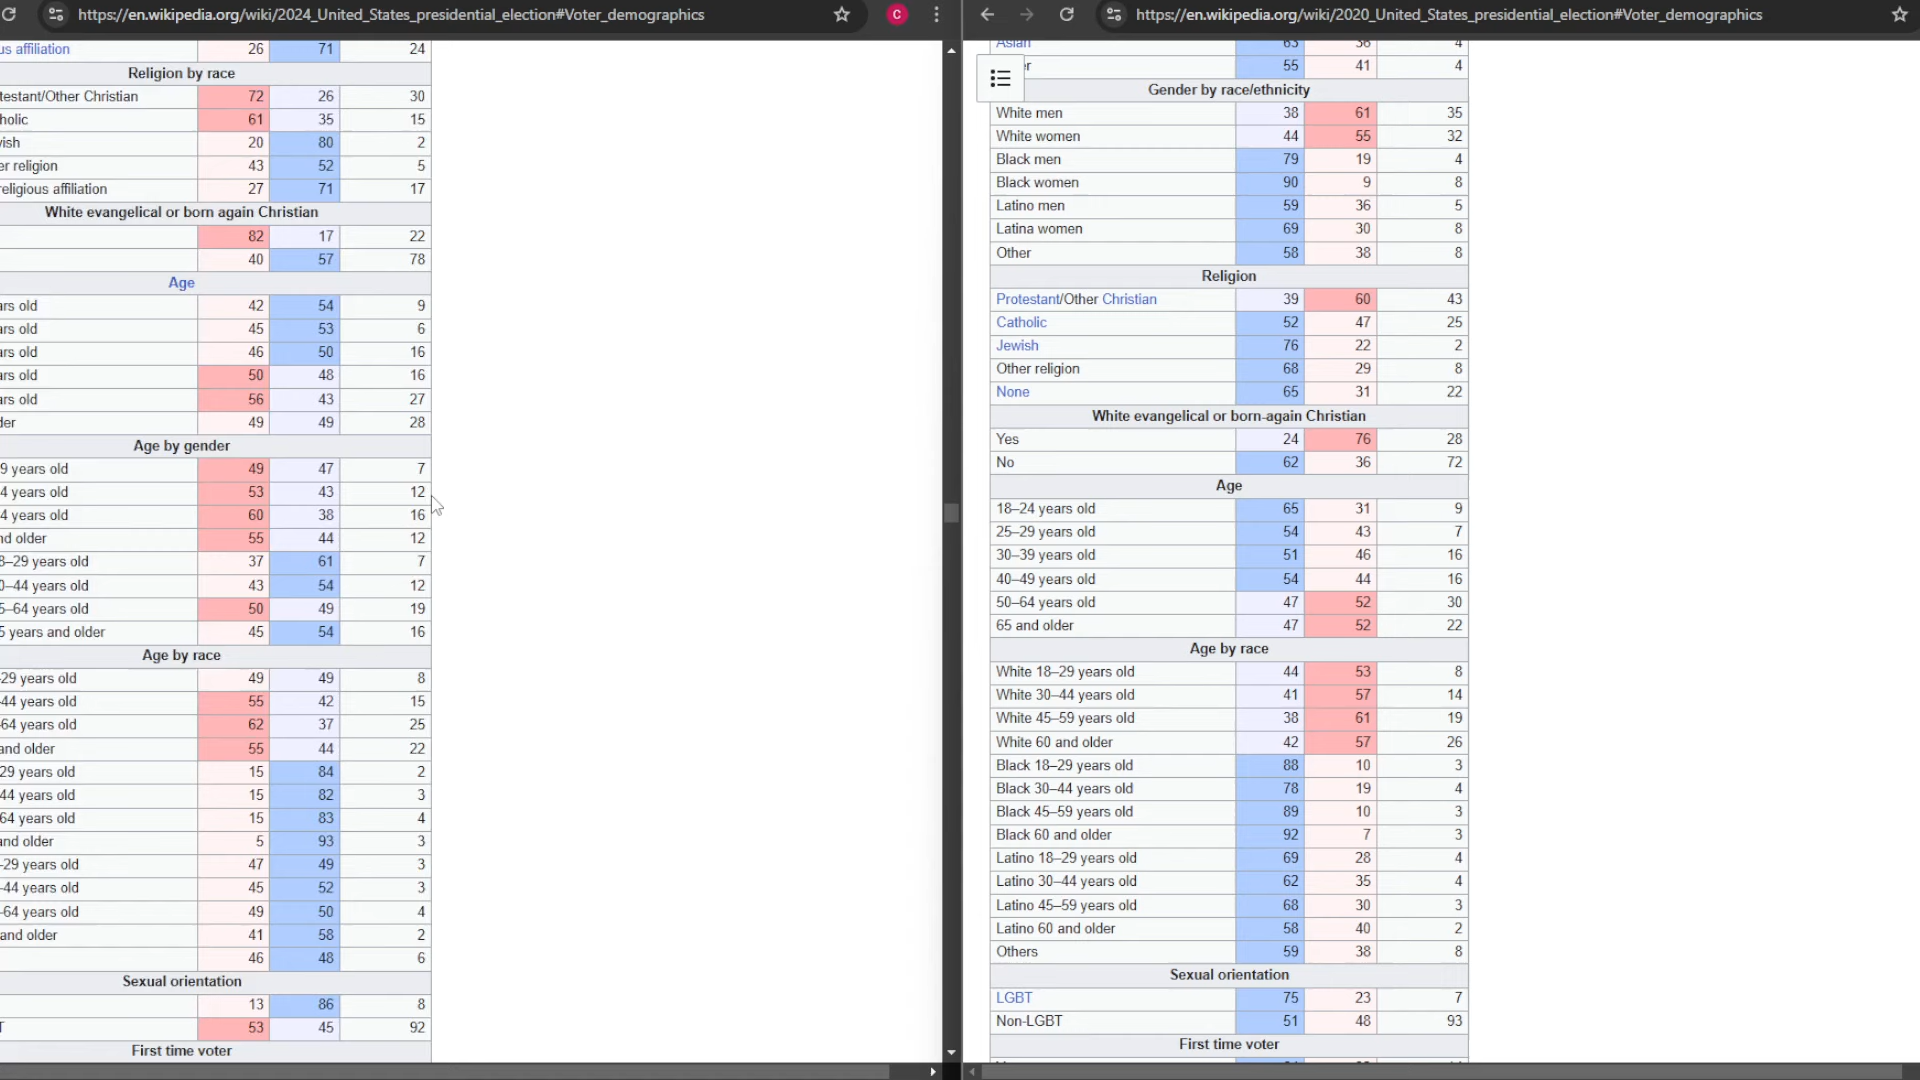 https://en.wikipedia.org/wiki/2024_United_States_presidential_election#Voter_demographics
C
us affiliation 26 71 24
Religion by race
testant/Other Christian 72 26 30
holic 61 35 15
vish 20 80 2
er religion 43 52 5
religious affiliation 27 71 17
White evangelical or born again Christian
82 17 22
40 57 78
Age
ars old 42 54 9
ars old 45 53 6
ars old 46 50 16
ars old 50 48 16
ars old 56 43 27
der 49 49 28
Age by gender
9 years old 49 47 7
4 years old 53 43 12
4 years old 60 38 16
nd older 55 44 12
8–29 years old 37 61 7
0–44 years old 43 54 12
5–64 years old 50 49 19
5 years and older 45 54 16
Age by race
-29 years old 49 49 8
-44 years old 55 42 15
-64 years old 62 37 25
and older 55 44 22
29 years old 15 84 2
44 years old 15 82 3
64 years old 15 83 4
and older 5 93 3
-29 years old 47 49 3
-44 years old 45 52 3
-64 years old 49 50 4
and older 41 58 2
46 48 6
Sexual orientation
13 86 8
T 53 45 92
First time voter
https://en.wikipedia.org/wiki/2020_United_States_presidential_election#Voter_demographics
Asian 63 36 4
er 55 41 4
Gender by race/ethnicity
White men 38 61 35
White women 44 55 32
Black men 79 19 4
Black women 90 9 8
Latino men 59 36 5
Latina women 69 30 8
Other 58 38 8
Religion
Protestant/Other Christian 39 60 43
Catholic 52 47 25
Jewish 76 22 2
Other religion 68 29 8
None 65 31 22
White evangelical or born-again Christian
Yes 24 76 28
No 62 36 72
Age
18–24 years old 65 31 9
25–29 years old 54 43 7
30–39 years old 51 46 16
40–49 years old 54 44 16
50–64 years old 47 52 30
65 and older 47 52 22
Age by race
White 18–29 years old 44 53 8
White 30–44 years old 41 57 14
White 45–59 years old 38 61 19
White 60 and older 42 57 26
Black 18–29 years old 88 10 3
Black 30–44 years old 78 19 4
Black 45–59 years old 89 10 3
Black 60 and older 92 7 3
Latino 18–29 years old 69 28 4
Latino 30–44 years old 62 35 4
Latino 45–59 years old 68 30 3
Latino 60 and older 58 40 2
Others 59 38 8
Sexual orientation
LGBT 75 23 7
Non-LGBT 51 48 93
First time voter